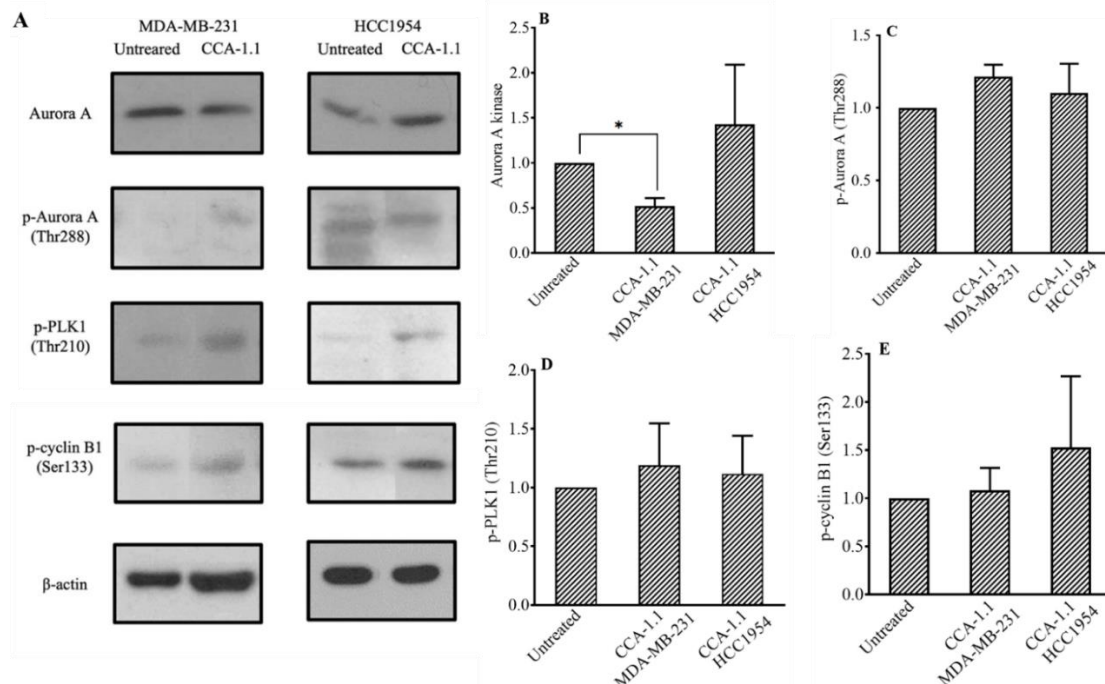 A
MDA-MB-231
HCC1954
Untreared
CCA-1.1
Untreated
CCA-1.1
Aurora A
p-Aurora A
(Thr288)
p-PLK1
(Thr210)
p-cyclin B1
(Ser133)
β-actin
B
Aurora A kinase
2.5
2.0
1.5
1.0
0.5
0.0
*
Untreated
CCA-1.1
MDA-MB-231
CCA-1.1
HCC1954
C
p-Aurora A (Thr288)
1.5
1.0
0.5
0.0
Untreated
CCA-1.1
MDA-MB-231
CCA-1.1
HCC1954
D
p-PLK1 (Thr210)
2.0
1.5
1.0
0.5
0.0
Untreated
CCA-1.1
MDA-MB-231
CCA-1.1
HCC1954
E
p-cyclin B1 (Ser133)
2.5
2.0
1.5
1.0
0.5
0.0
Untreated
CCA-1.1
MDA-MB-231
CCA-1.1
HCC1954